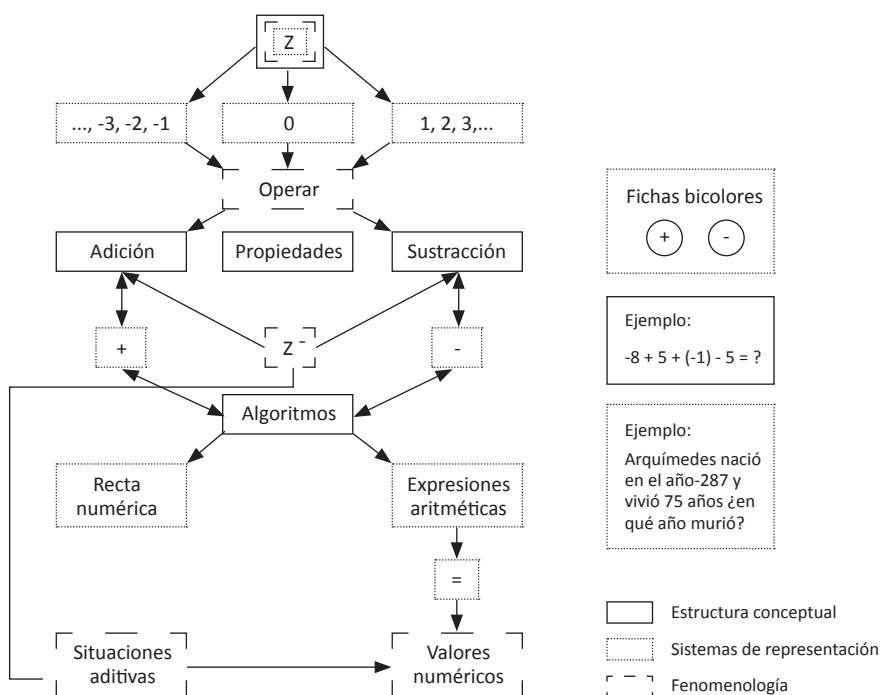 Z
..., -3, -2, -1
0
1, 2, 3,...
Operar
Adición
Propiedades
Sustracción
+
Z -
-
Algoritmos
Recta
numérica
Expresiones
aritméticas
=
Situaciones
aditivas
Valores
numéricos
Fichas bicolores
+
-
Ejemplo:
-8 + 5 + (-1) - 5 = ?
Ejemplo:
Arquímedes nació
en el año-287 y
vivió 75 años ¿en
qué año murió?
Estructura conceptual
Sistemas de representación
Fenomenología